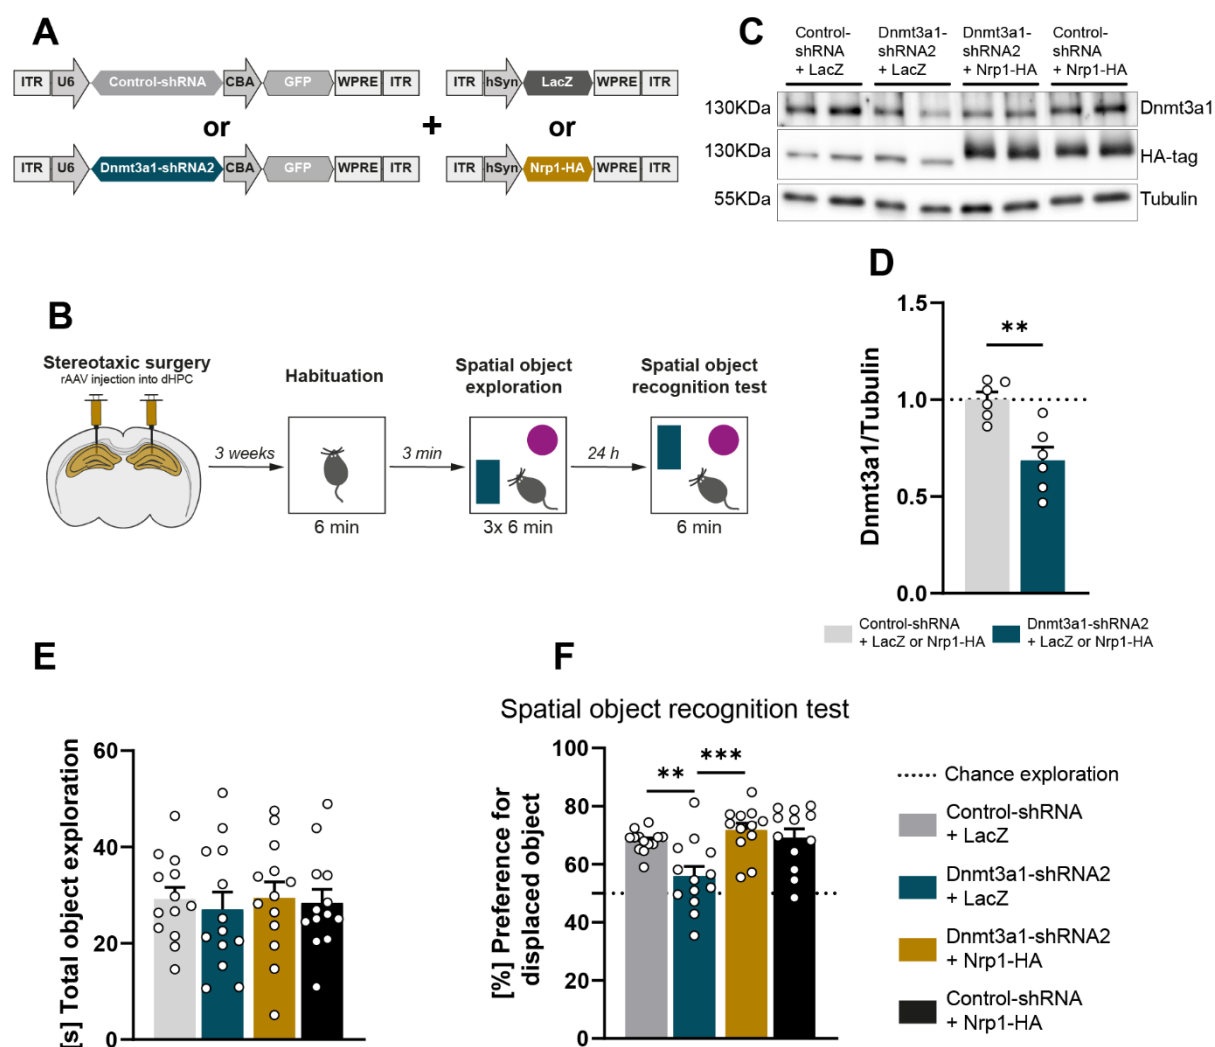 A
ITR U6 Control-shRNA CBA GFP WPRE ITR
ITR hSyn LacZ WPRE ITR
or
+
or
ITR U6 Dnmt3a1-shRNA2 CBA GFP WPRE ITR
ITR hSyn Nrp1-HA WPRE ITR
C
Control-
shRNA
+ LacZ
Dnmt3a1-
shRNA2
+ LacZ
Dnmt3a1-
shRNA2
+ Nrp1-HA
Control-
shRNA
+ Nrp1-HA
130KDa
Dnmt3a1
130KDa
HA-tag
55KDa
Tubulin
B
Stereotaxic surgery
rAAV injection into dHPC
3 weeks
Habituation
6 min
3 min
Spatial object
exploration
3x 6 min
24 h
Spatial object
recognition test
6 min
D
Dnmt3a1/Tubulin
1.5
1.0
0.5
0.0
**
Control-shRNA
+ LacZ or Nrp1-HA
Dnmt3a1-shRNA2
+ LacZ or Nrp1-HA
E
[s] Total object exploration
60
40
20
0
F
Spatial object recognition test
[%] Preference for
displaced object
100
80
60
40
20
0
**
***
Chance exploration
Control-shRNA
+ LacZ
Dnmt3a1-shRNA2
+ LacZ
Dnmt3a1-shRNA2
+ Nrp1-HA
Control-shRNA
+ Nrp1-HA